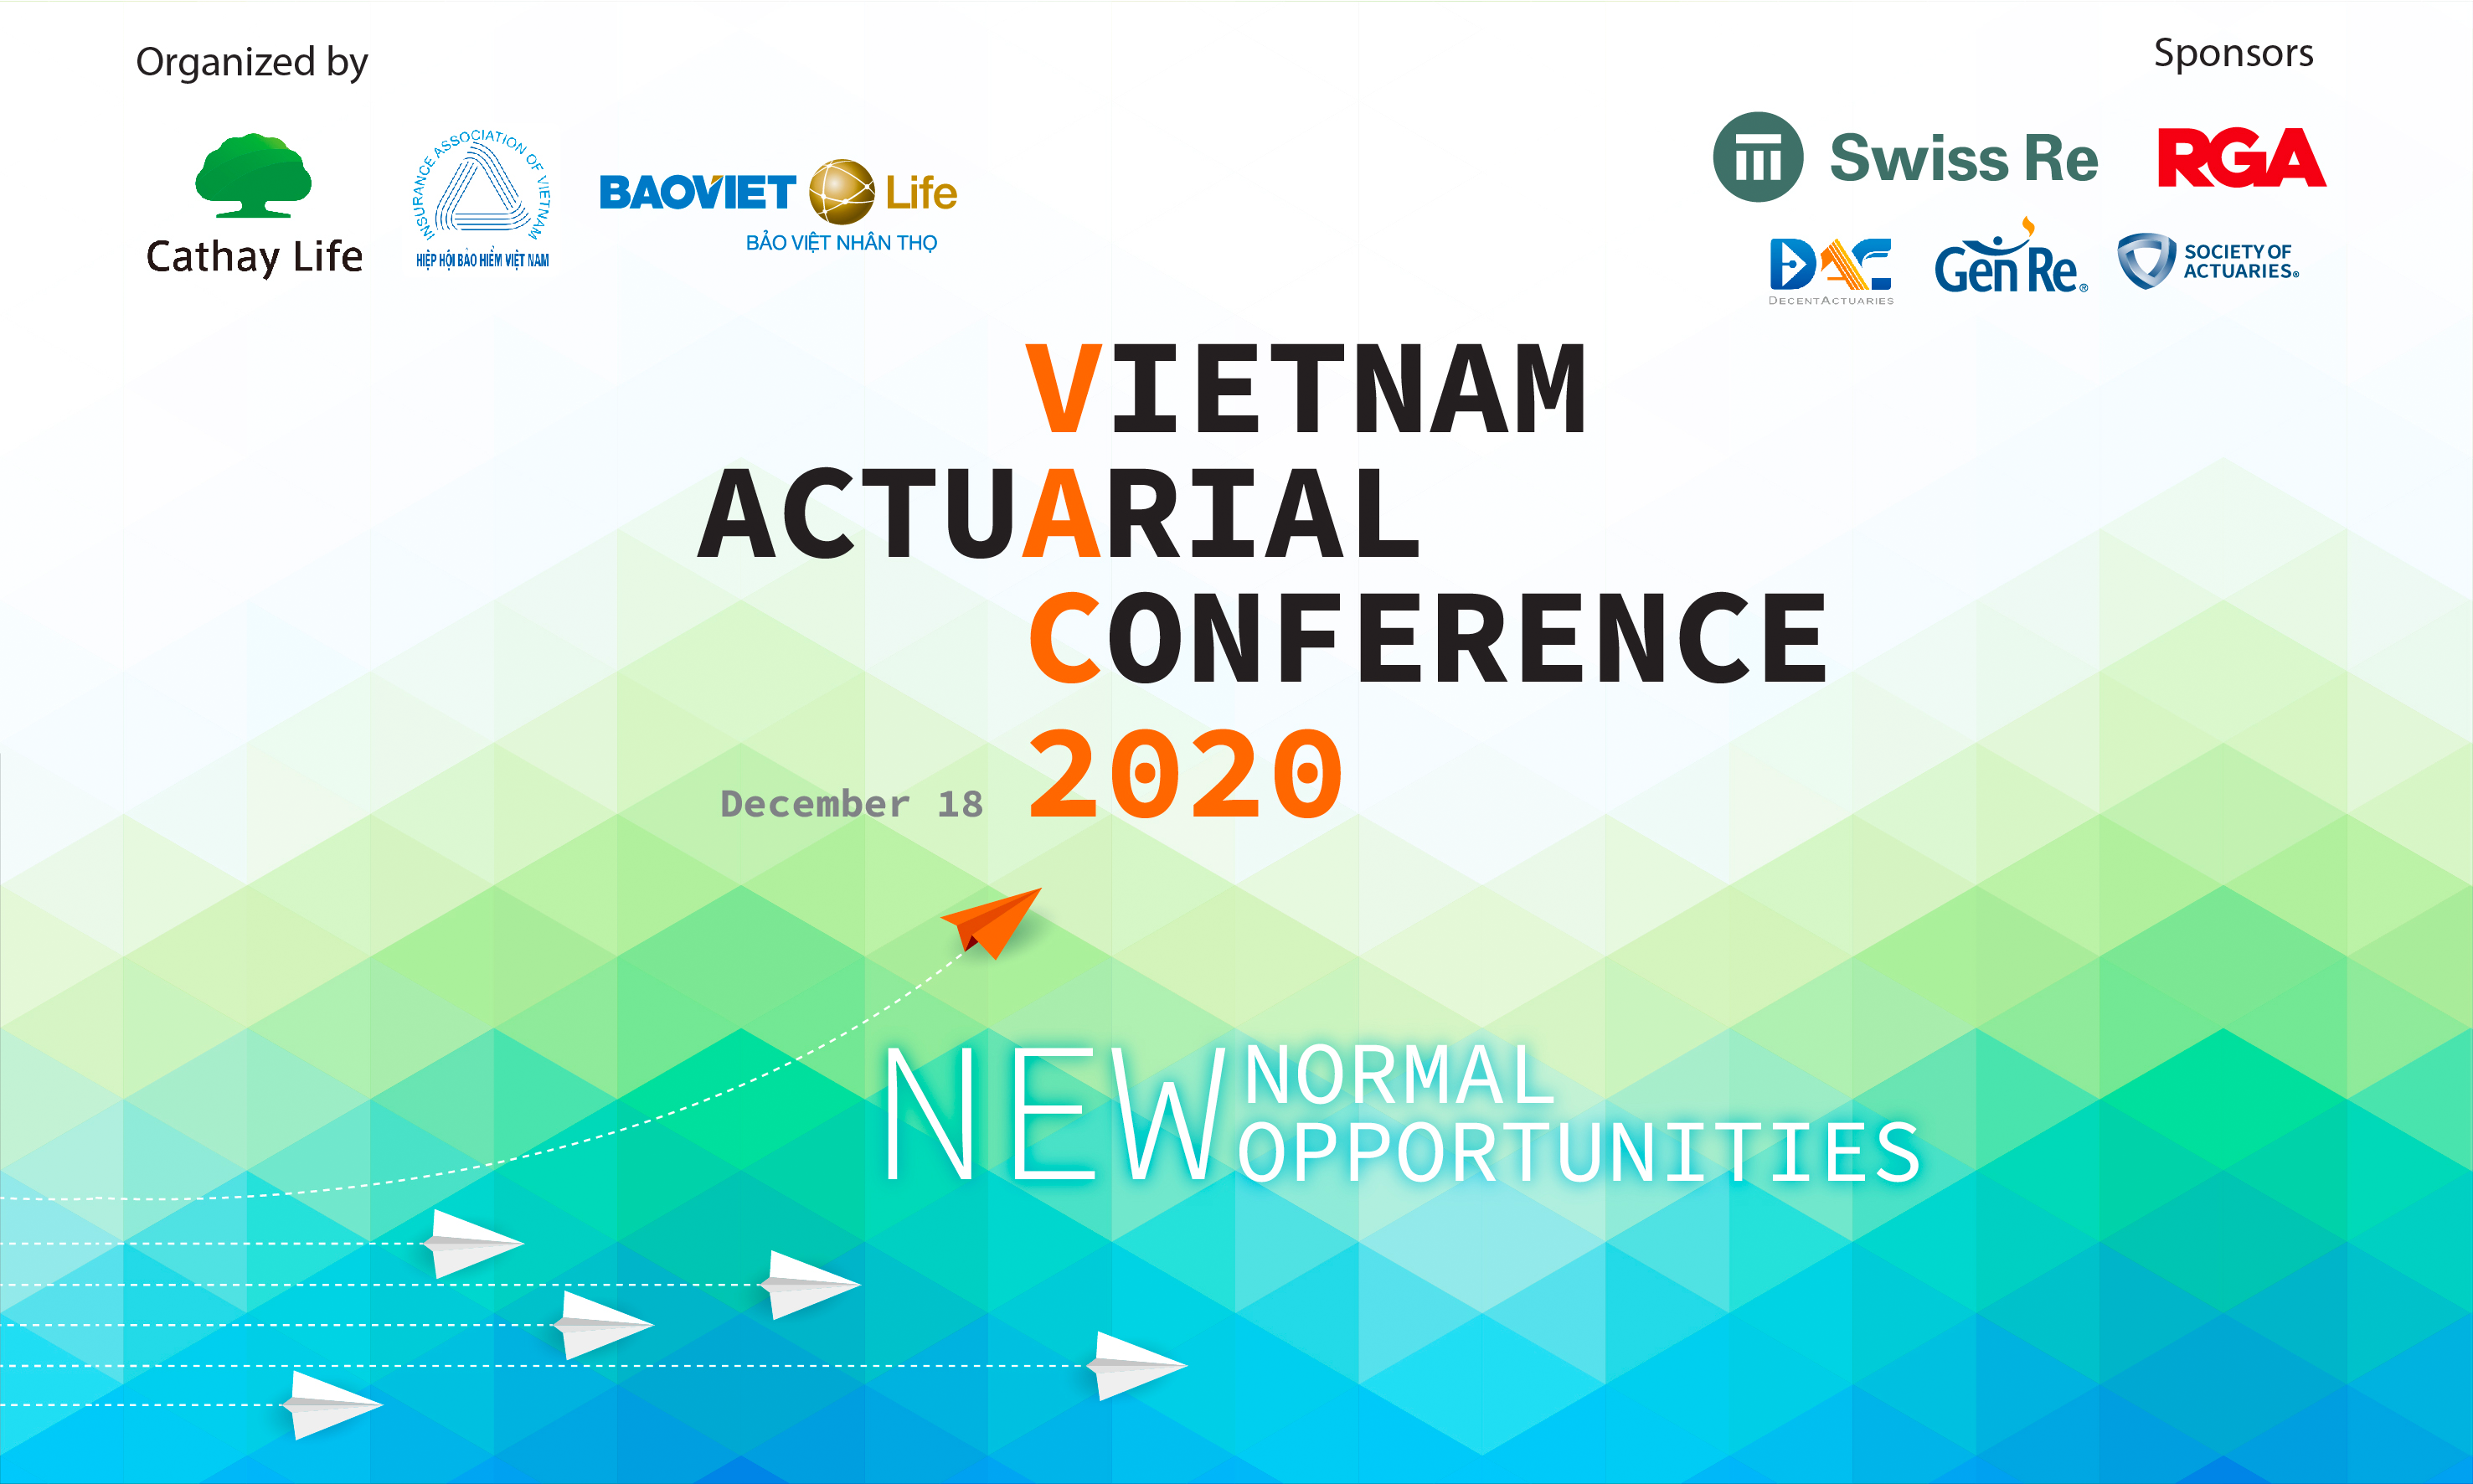 Organized by
Cathay Life
INSURANCE ASSOCIATION OF VIETNAM
HIỆP HỘI BẢO HIỂM VIỆT NAM
BAOVIET Life
BẢO VIỆT NHÂN THỌ
Sponsors
Swiss Re
RGA
DAC
DECENTACTUARIES
Gen Re®
SOCIETY OF
ACTUARIES®
VIETNAM
ACTUARIAL
CONFERENCE
December 18 2020
NEW NORMAL
OPPORTUNITIES